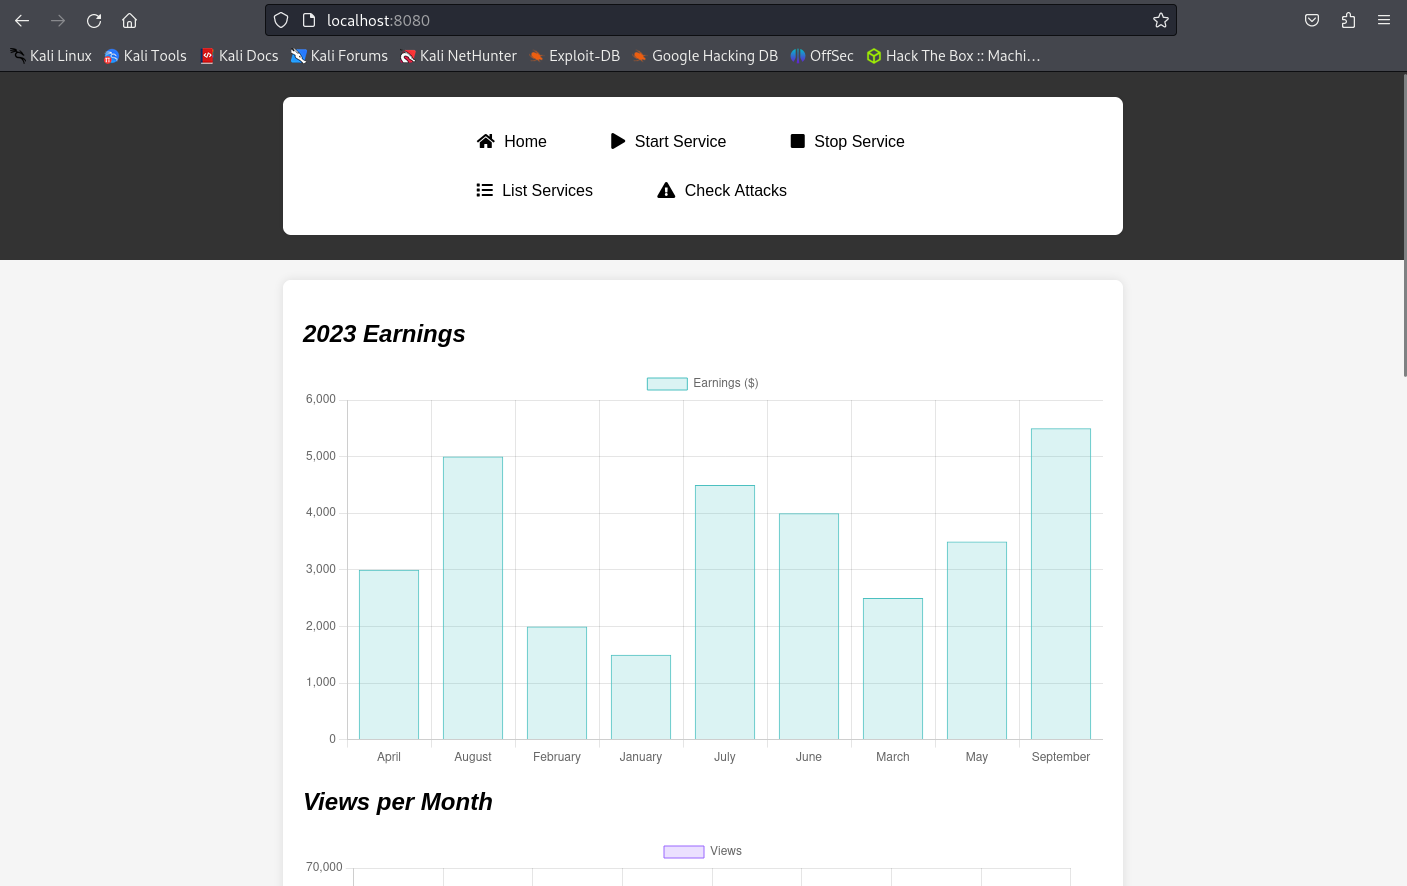 localhost:8080
Kali Linux Kali Tools Kali Docs Kali Forums Kali NetHunter Exploit-DB Google Hacking DB OffSec Hack The Box :: Machi…
Home Start Service Stop Service
List Services Check Attacks
2023 Earnings
Earnings ($)
6,000
5,000
4,000
3,000
2,000
1,000
0
April August February January July June March May September
Views per Month
Views
70,000